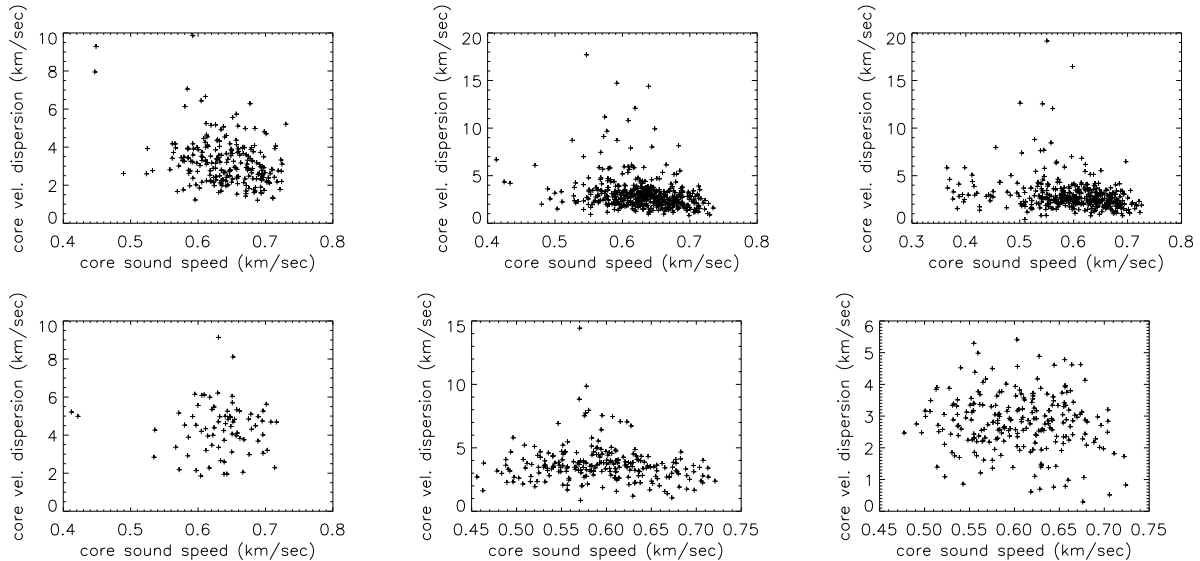 core vel. dispersion (km/sec)
10
8
6
4
2
0
0.4 0.5 0.6 0.7 0.8
core sound speed (km/sec)
core vel. dispersion (km/sec)
20
15
10
5
0
0.4 0.5 0.6 0.7 0.8
core sound speed (km/sec)
core vel. dispersion (km/sec)
20
15
10
5
0
0.3 0.4 0.5 0.6 0.7 0.8
core sound speed (km/sec)
core vel. dispersion (km/sec)
10
8
6
4
2
0
0.4 0.5 0.6 0.7 0.8
core sound speed (km/sec)
core vel. dispersion (km/sec)
15
10
5
0
0.45 0.50 0.55 0.60 0.65 0.70 0.75
core sound speed (km/sec)
core vel. dispersion (km/sec)
6
5
4
3
2
1
0
0.45 0.50 0.55 0.60 0.65 0.70 0.75
core sound speed (km/sec)